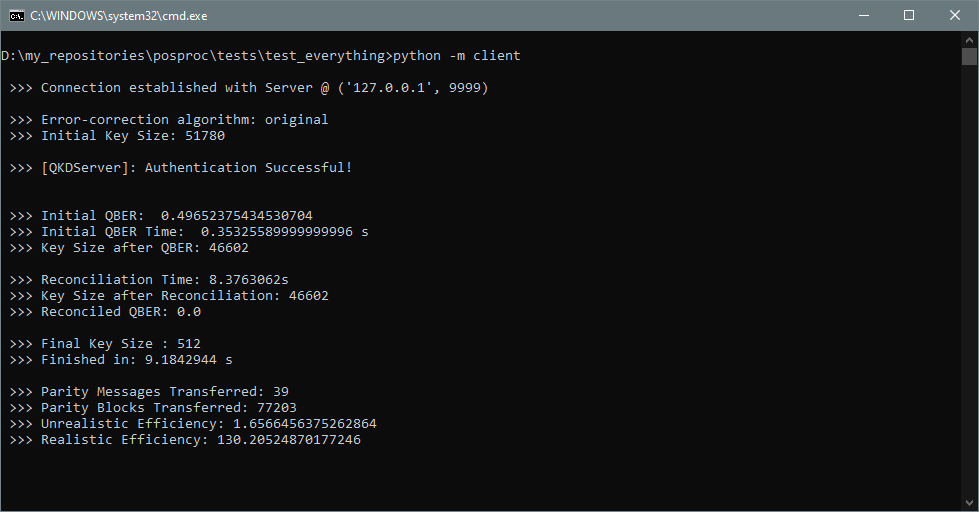 C:\WINDOWS\system32\cmd.exe
D:\my_repositories\posproc\tests\test_everything>python -m client
>>> Connection established with Server @ ('127.0.0.1', 9999)
>>> Error-correction algorithm: original
>>> Initial Key Size: 51780
>>> [QKDServer]: Authentication Successful!
>>> Initial QBER:  0.49652375434530704
>>> Initial QBER Time:  0.35325589999999996 s
>>> Key Size after QBER: 46602
>>> Reconciliation Time: 8.3763062s
>>> Key Size after Reconciliation: 46602
>>> Reconciled QBER: 0.0
>>> Final Key Size : 512
>>> Finished in: 9.1842944 s
>>> Parity Messages Transferred: 39
>>> Parity Blocks Transferred: 77203
>>> Unrealistic Efficiency: 1.6566456375262864
>>> Realistic Efficiency: 130.20524870177246